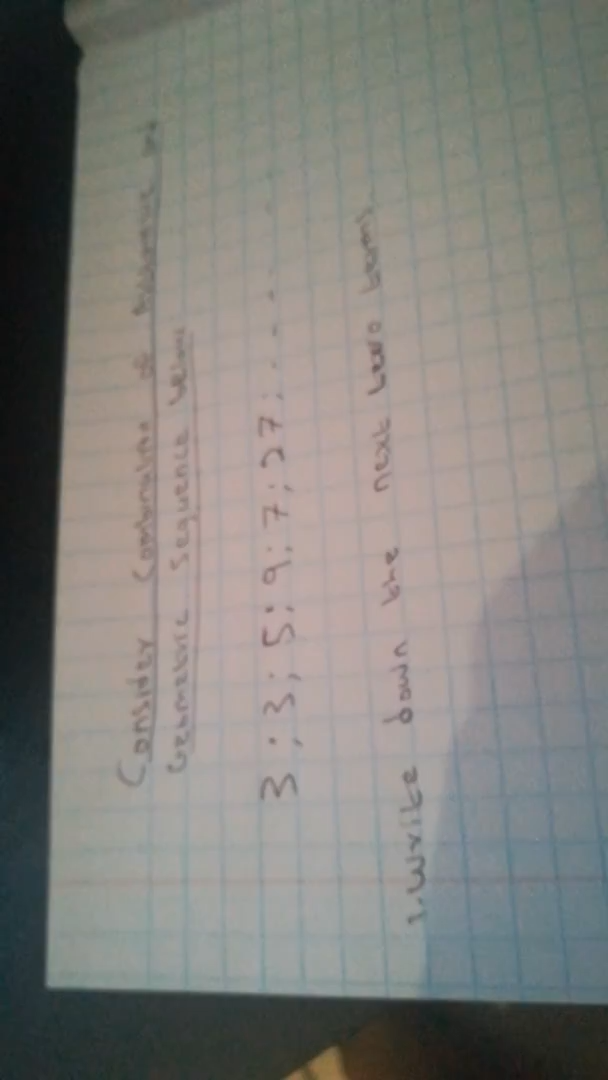 Consider Combination of Arithmetic and
Geometric Sequence below
3 ; 3 ; 5 ; 9 ; 7 ; 27 ; . . . .
1. Write down the next two terms.